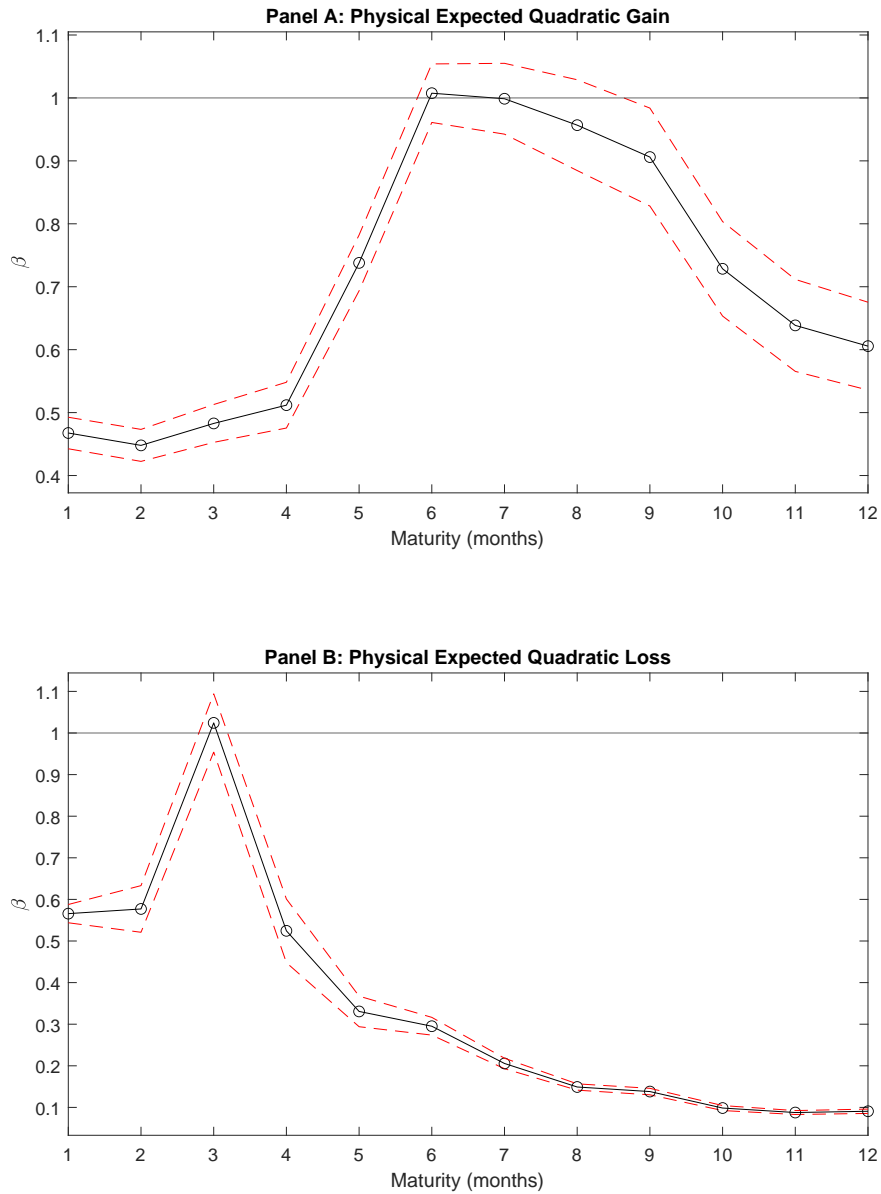 Panel A: Physical Expected Quadratic Gain
1.1
1
0.9
0.8
0.7
0.6
0.5
0.4
β
1 2 3 4 5 6 7 8 9 10 11 12
Maturity (months)
Panel B: Physical Expected Quadratic Loss
1.1
1
0.9
0.8
0.7
0.6
0.5
0.4
0.3
0.2
0.1
β
1 2 3 4 5 6 7 8 9 10 11 12
Maturity (months)